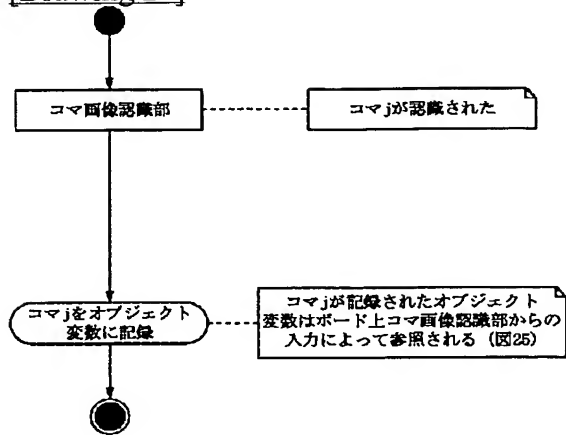 コマ画像認識部
コマjが認識された
コマjをオブジェクト
変数に記録
コマjが記録されたオブジェクト
変数はボード上コマ画像認識部からの
入力によって参照される（図25）